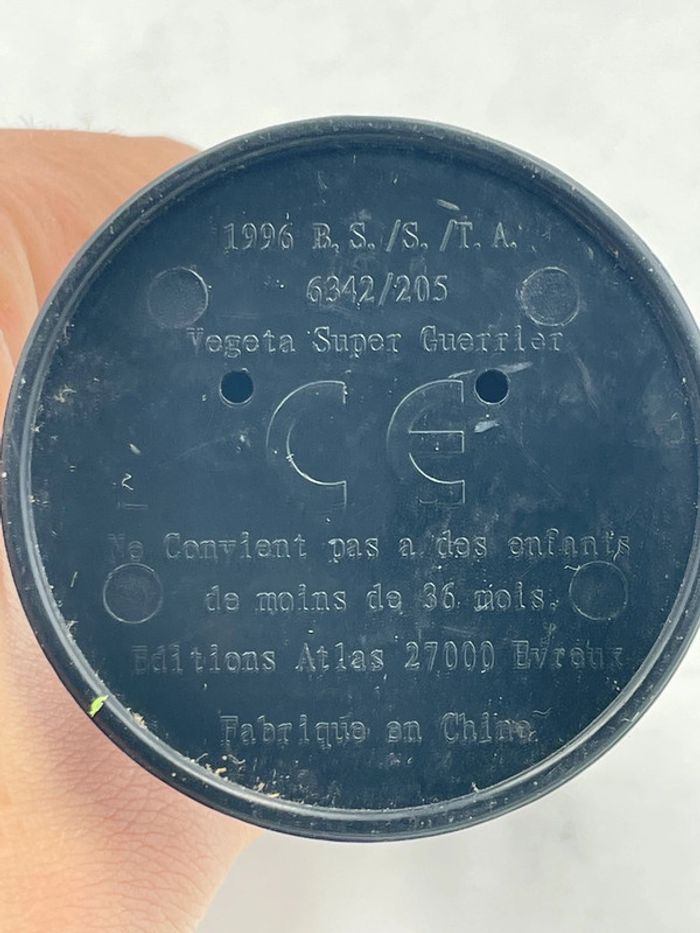 1996 B.S./S./T.A.
6342/205
Vegeta Super Guerrier
CE
Ne Convient pas a des enfants
de moins de 36 mois.
Editions Atlas 27000 Evreux
Fabrique en Chine